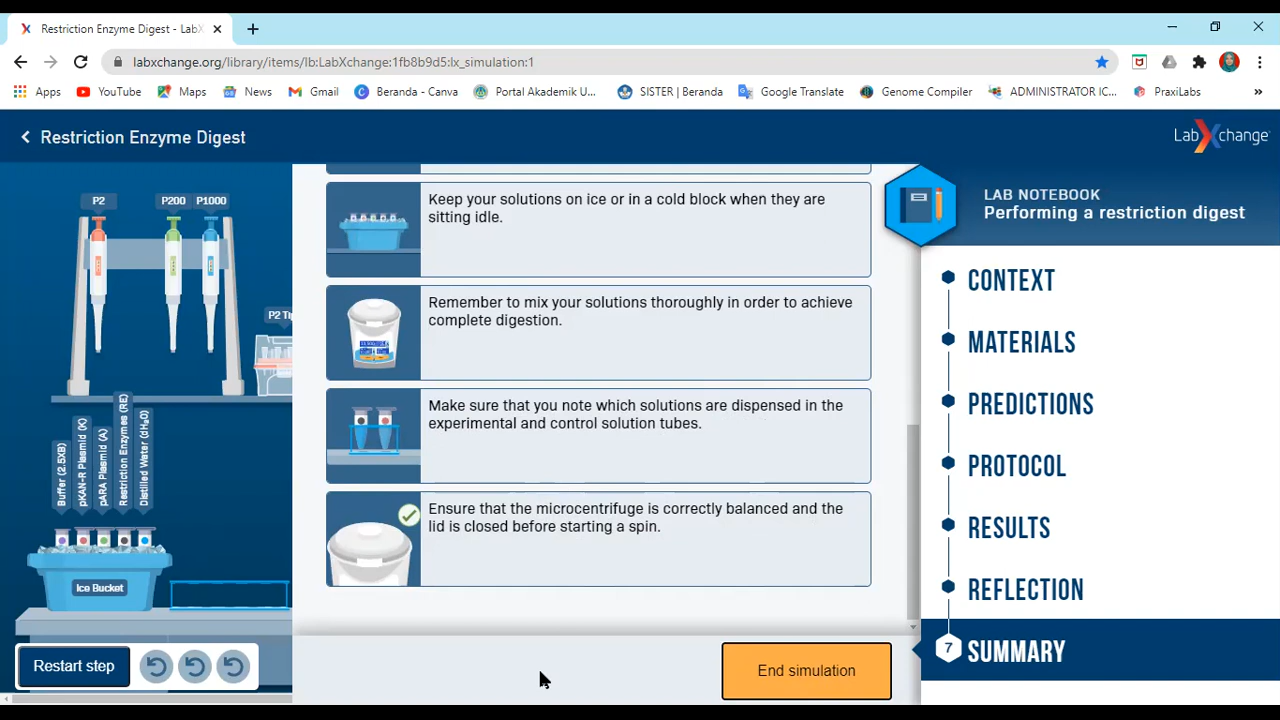 Restriction Enzyme Digest - LabX
labxchange.org/library/items/lb:LabXchange:1fb8b9d5:lx_simulation:1
Apps YouTube Maps News Gmail Beranda - Canva Portal Akademik U... SISTER | Beranda Google Translate Genome Compiler ADMINISTRATOR IC... PraxiLabs »
Restriction Enzyme Digest
LabXchange
LAB NOTEBOOK
Performing a restriction digest
P2 P200 P1000
P2 Ti
Buffer (2.5XB)
pKAN-R Plasmid (K)
pARA Plasmid (A)
Restriction Enzymes (RE)
Distilled Water (dH₂O)
Ice Bucket
Restart step
Keep your solutions on ice or in a cold block when they are
sitting idle.
Remember to mix your solutions thoroughly in order to achieve
complete digestion.
Make sure that you note which solutions are dispensed in the
experimental and control solution tubes.
Ensure that the microcentrifuge is correctly balanced and the
lid is closed before starting a spin.
End simulation
CONTEXT
MATERIALS
PREDICTIONS
PROTOCOL
RESULTS
REFLECTION
7 SUMMARY